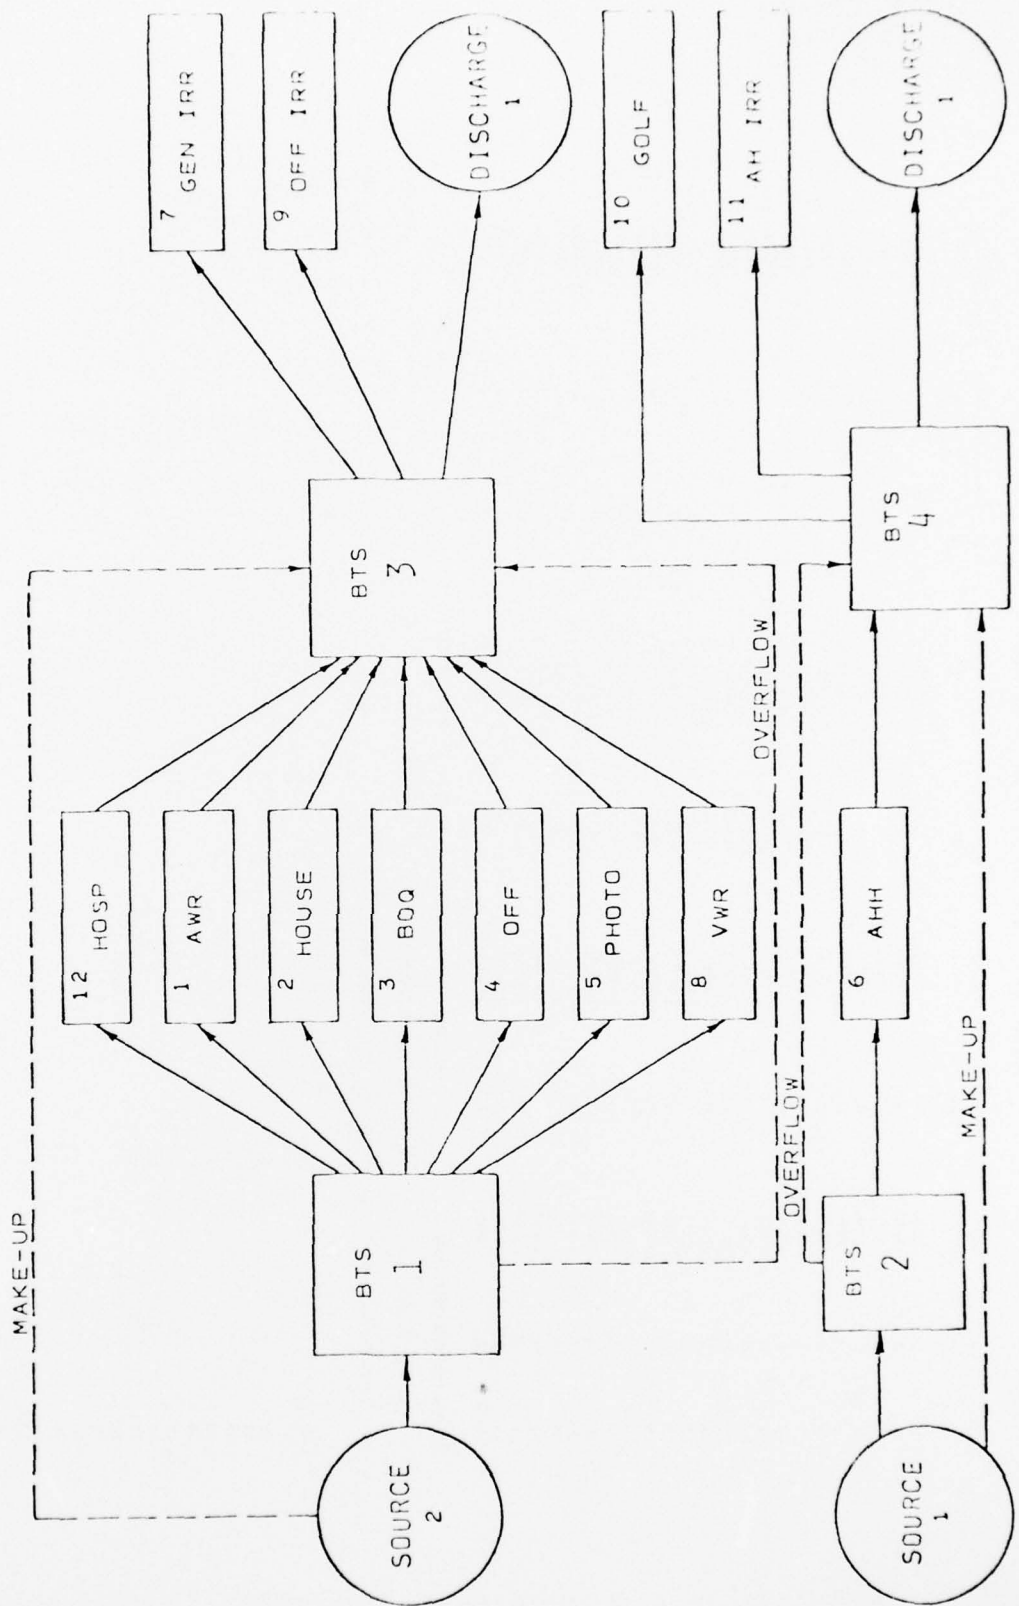 MAKE-UP
SOURCE
2
BTS
1
12 HOSP
1 AWR
2 HOUSE
3 BOQ
4 OFF
5 PHOTO
8 VWR
BTS
3
7 GEN IRR
9 OFF IRR
DISCHARGE
1
OVERFLOW
OVERFLOW
SOURCE
1
BTS
2
6 AHH
MAKE-UP
BTS
4
10 GOLF
11 AH IRR
DISCHARGE
1